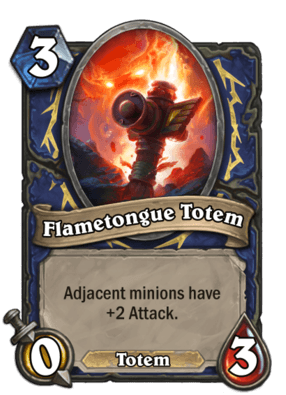 3
Flametongue Totem
Adjacent minions have
+2 Attack.
0
Totem
3